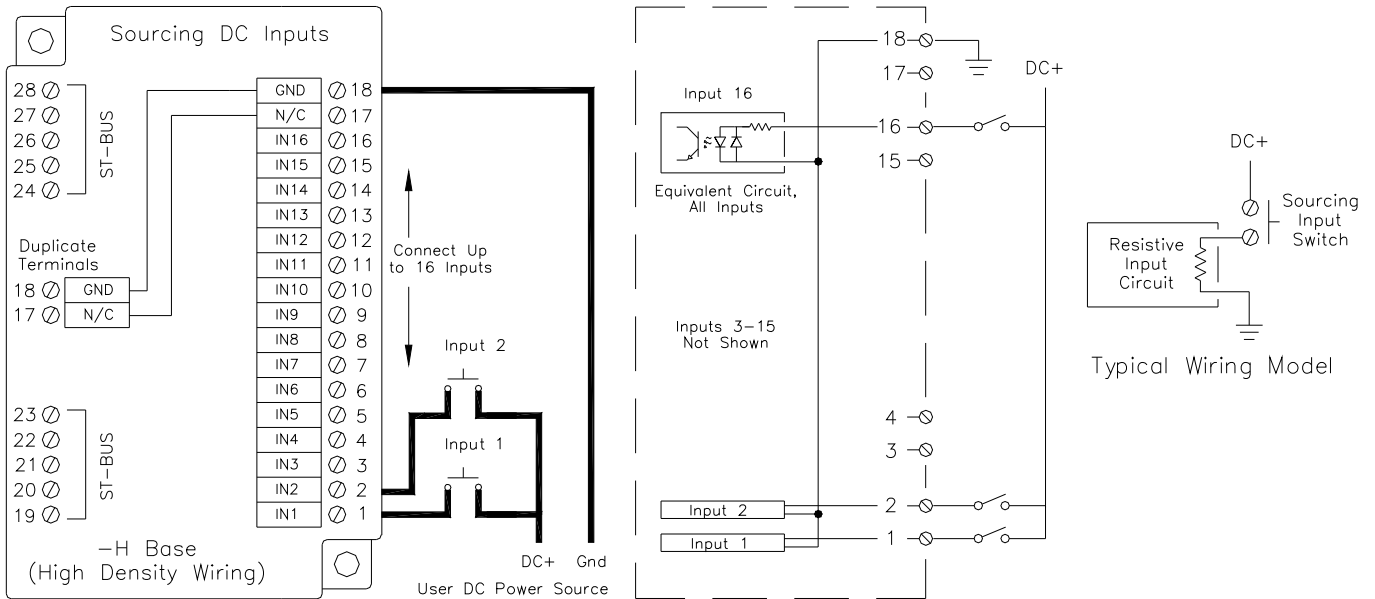 Sourcing DC Inputs
28
27
26
25
24
ST-BUS
Duplicate
Terminals
18 GND
17 N/C
23
22
21
20
19
ST-BUS
GND 18
N/C 17
IN16 16
IN15 15
IN14 14
IN13 13
IN12 12
IN11 11
IN10 10
IN9 9
IN8 8
IN7 7
IN6 6
IN5 5
IN4 4
IN3 3
IN2 2
IN1 1
-H Base
(High Density Wiring)
Connect Up
to 16 Inputs
Input 2
Input 1
DC+ Gnd
User DC Power Source
Input 16
Equivalent Circuit,
All Inputs
Inputs 3-15
Not Shown
Input 2
Input 1
18
17
16
15
4
3
2
1
DC+
DC+
Sourcing
Input
Switch
Resistive
Input
Circuit
Typical Wiring Model